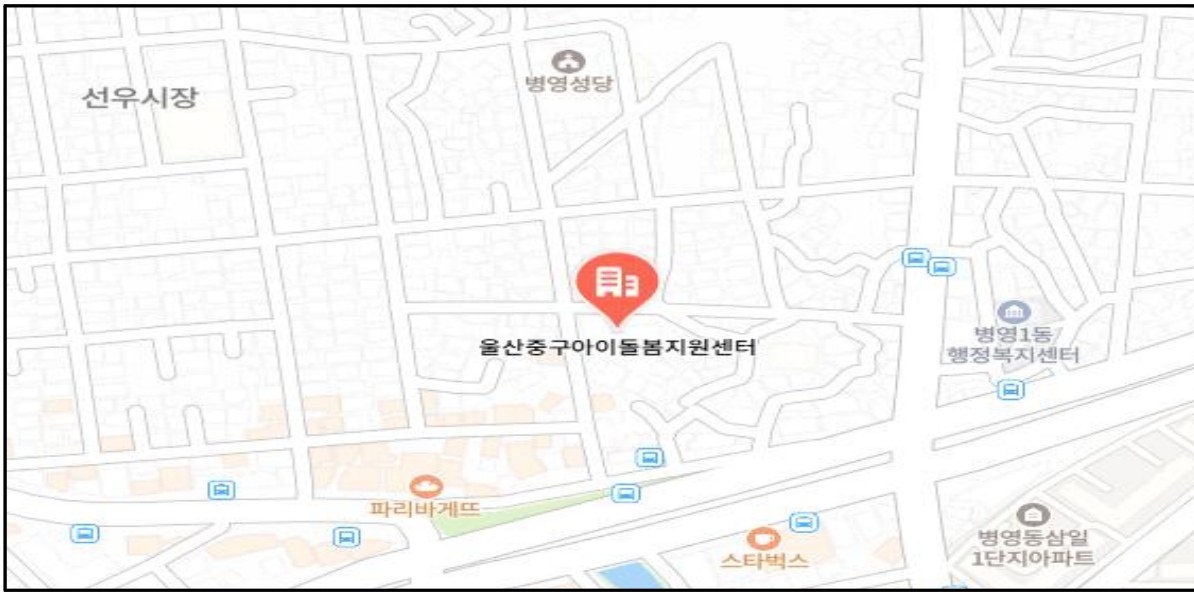 병영성당
선우시장
울산중구아이돌봄지원센터
병영1동
행정복지센터
파리바게뜨
스타벅스
병영동삼일
1단지아파트